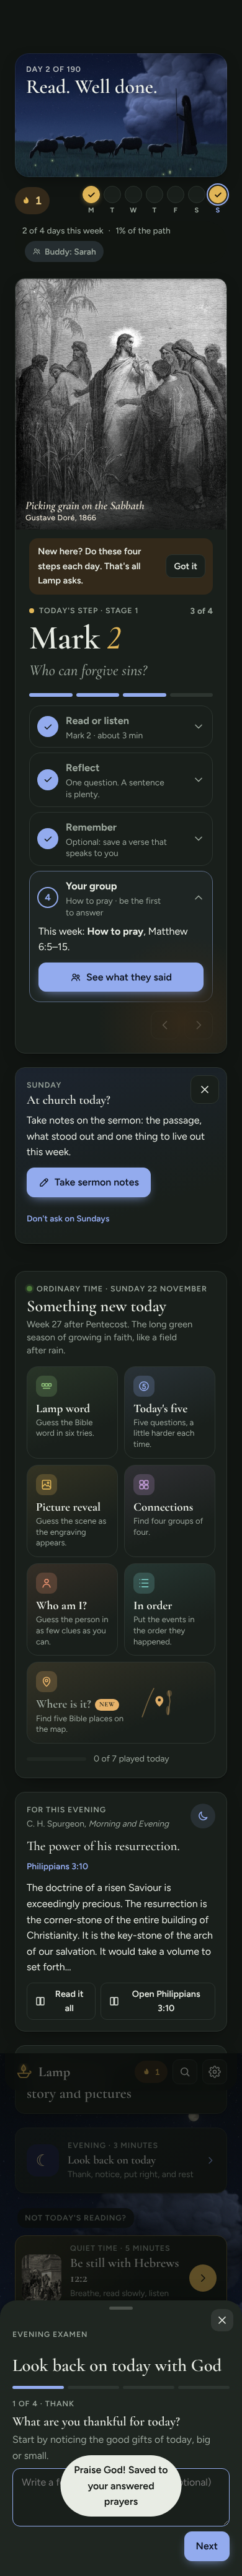 DAY 2 OF 190
Read. Well done.
1
M T W T F S S
2 of 4 days this week · 1% of the path
Buddy: Sarah
Picking grain on the Sabbath
Gustave Doré, 1866
New here? Do these four
steps each day. That's all
Lamp asks.
Got it
TODAY'S STEP · STAGE 1
3 of 4
Mark 2
Who can forgive sins?
Read or listen
Mark 2 · about 3 min
Reflect
One question. A sentence
is plenty.
Remember
Optional: save a verse that
speaks to you
4
Your group
How to pray · be the first
to answer
This week: How to pray, Matthew
6:5–15.
See what they said
SUNDAY
At church today?
Take notes on the sermon: the passage,
what stood out and one thing to live out
this week.
Take sermon notes
Don't ask on Sundays
ORDINARY TIME · SUNDAY 22 NOVEMBER
Something new today
Week 27 after Pentecost. The long green
season of growing in faith, like a field
after rain.
Lamp word
Guess the Bible
word in six tries.
Today's five
Five questions, a
little harder each
time.
Picture reveal
Guess the scene as
the engraving
appears.
Connections
Find four groups of
four.
Who am I?
Guess the person in
as few clues as you
can.
In order
Put the events in
the order they
happened.
Where is it? NEW
Find five Bible places on
the map.
0 of 7 played today
FOR THIS EVENING
C. H. Spurgeon, Morning and Evening
The power of his resurrection.
Philippians 3:10
The doctrine of a risen Saviour is
exceedingly precious. The resurrection is
the corner-stone of the entire building of
Christianity. It is the key-stone of the arch
of our salvation. It would take a volume to
set forth…
Read it
all
Open Philippians
3:10
Lamp
1
story and pictures
EVENING · 3 MINUTES
Look back on today
Thank, notice, put right, and rest
NOT TODAY'S READING?
QUIET TIME · 5 MINUTES
Be still with Hebrews
12:2
Breathe, read slowly, listen
EVENING EXAMEN
Look back on today with God
1 OF 4 · THANK
What are you thankful for today?
Start by noticing the good gifts of today, big
or small.
Write a f
tional)
Praise God! Saved to
your answered
prayers
Next